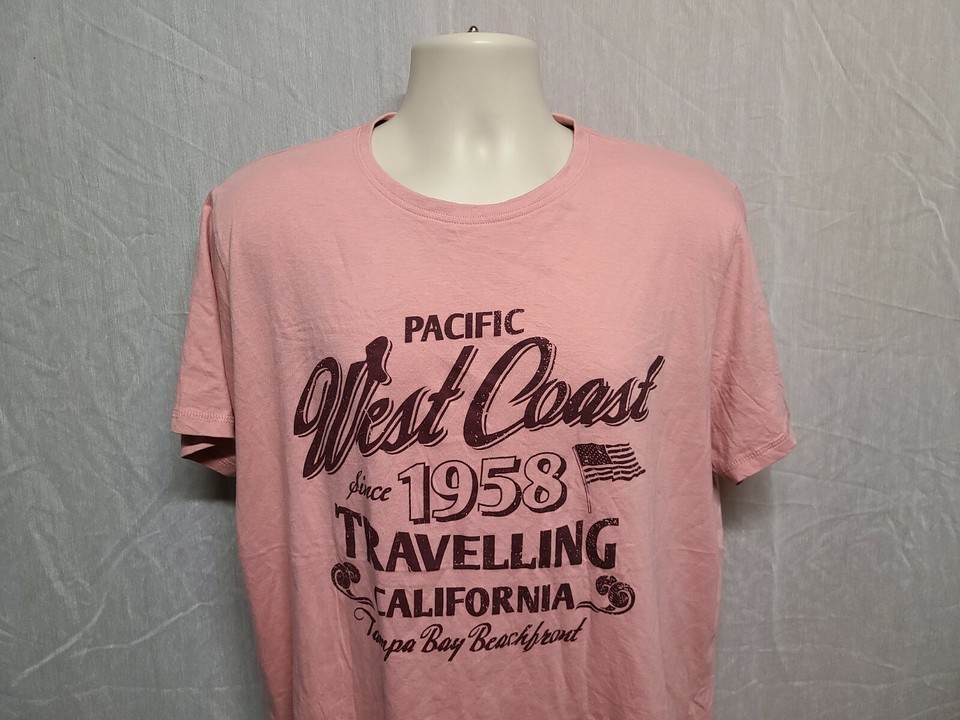 PACIFIC
West Coast
Since 1958
TRAVELLING
CALIFORNIA
Tampa Bay Beachfront